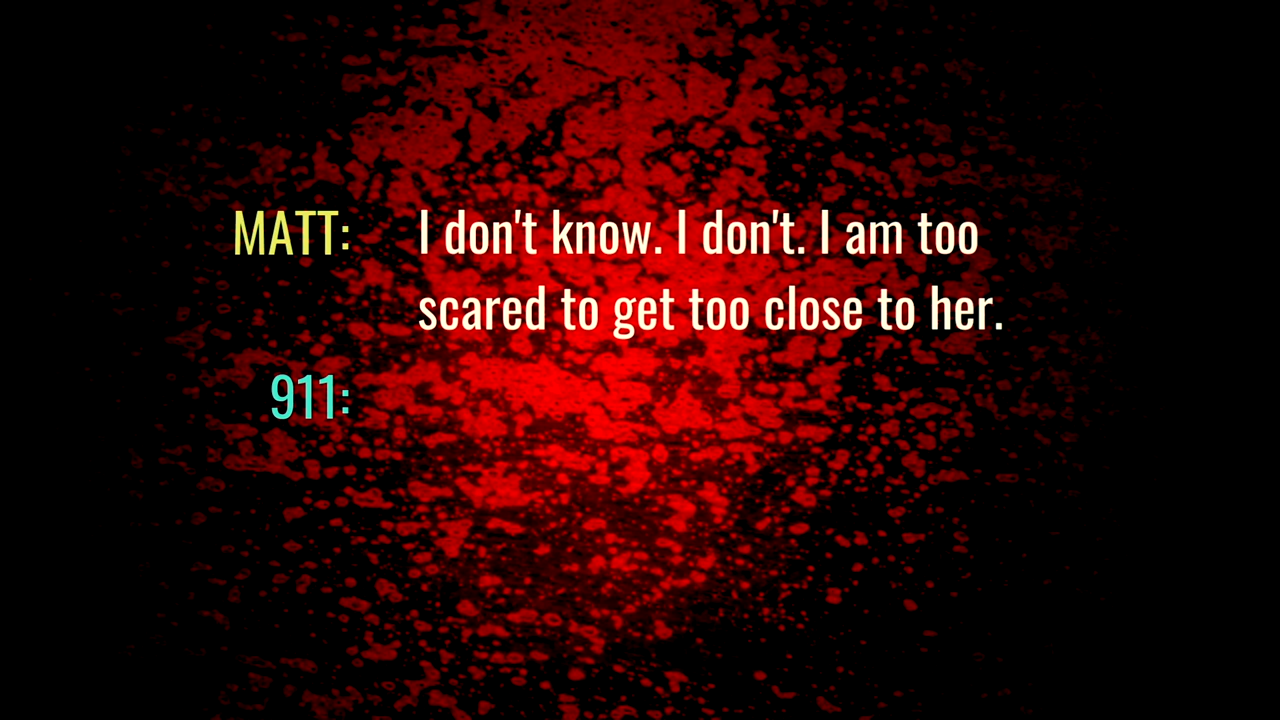 MATT: I don't know. I don't. I am too
scared to get too close to her.
911: